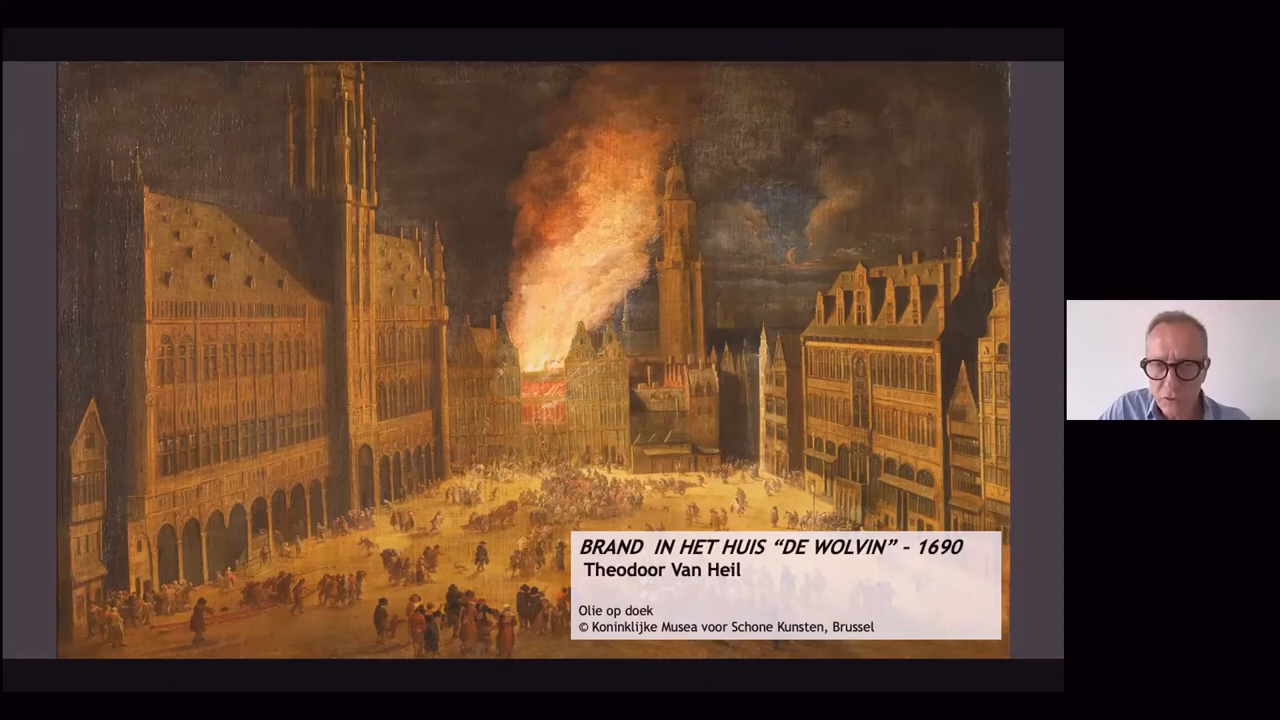 BRAND IN HET HUIS “DE WOLVIN” - 1690
Theodoor Van Heil
Olie op doek
© Koninklijke Musea voor Schone Kunsten, Brussel